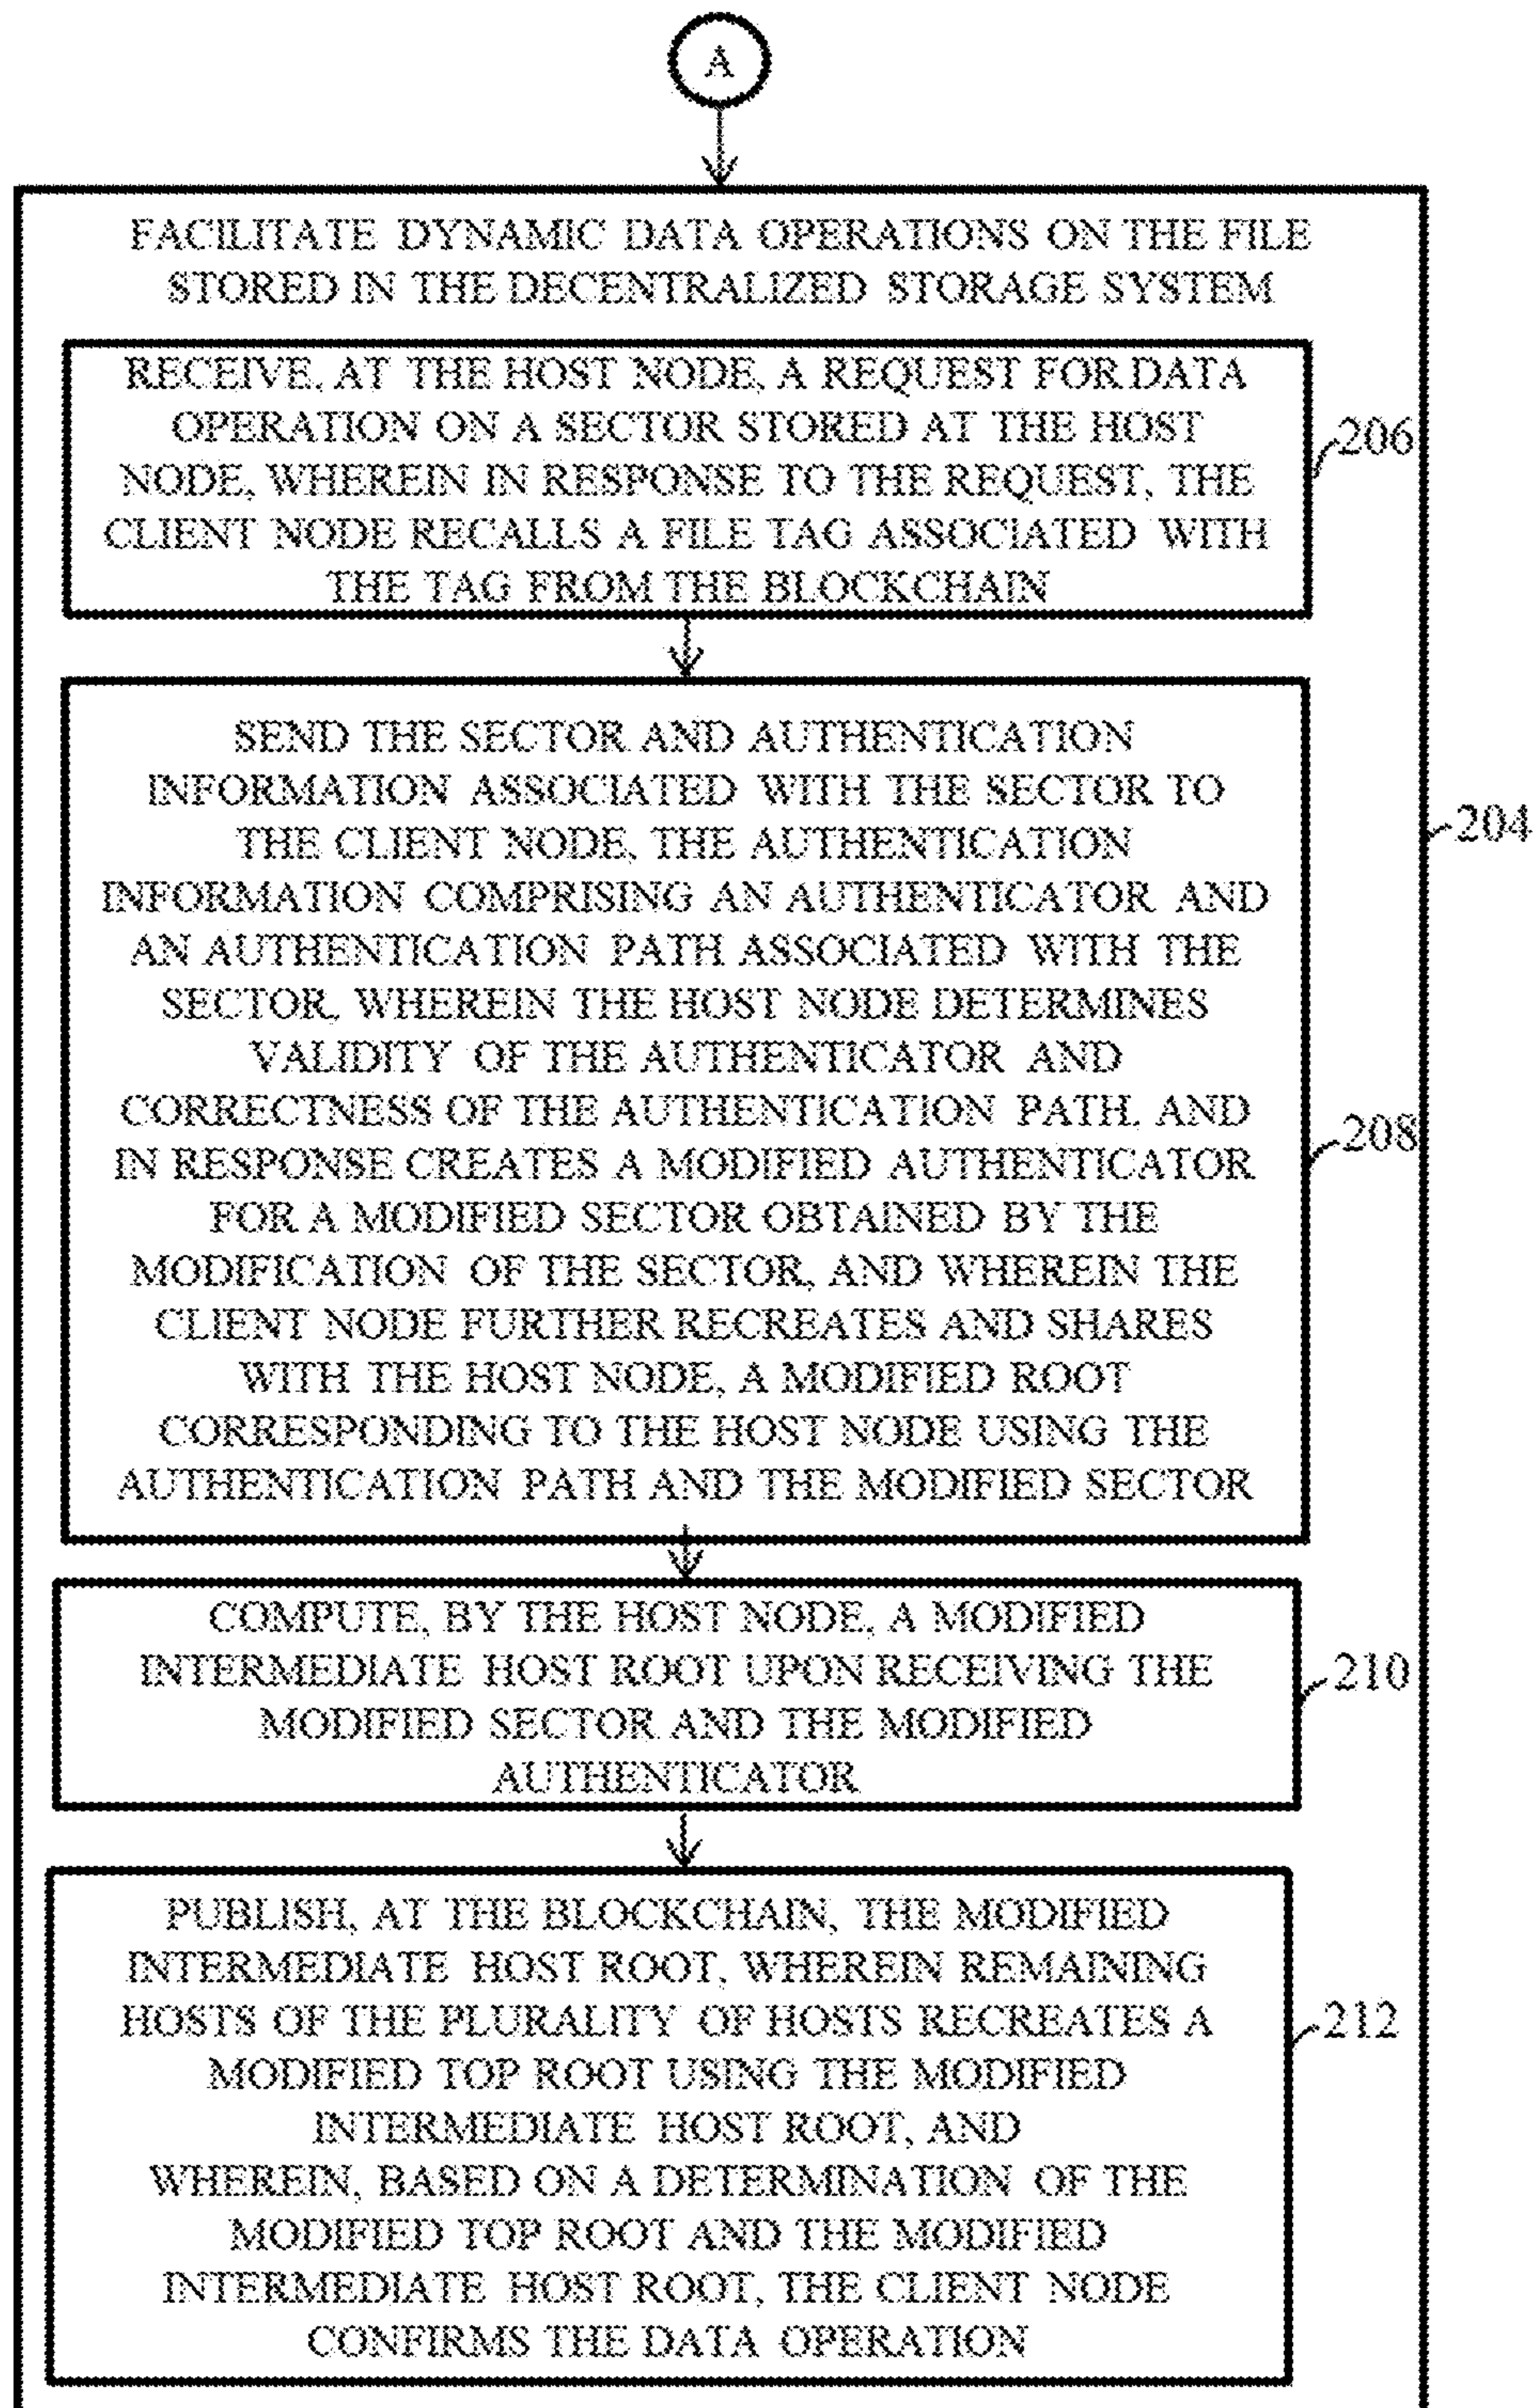 A
FACILITATE DYNAMIC DATA OPERATIONS ON THE FILE
STORED IN THE DECENTRALIZED STORAGE SYSTEM
RECEIVE, AT THE HOST NODE, A REQUEST FOR DATA
OPERATION ON A SECTOR STORED AT THE HOST
NODE, WHEREIN IN RESPONSE TO THE REQUEST, THE
CLIENT NODE RECALLS A FILE TAG ASSOCIATED WITH
THE TAG FROM THE BLOCKCHAIN
206
SEND THE SECTOR AND AUTHENTICATION
INFORMATION ASSOCIATED WITH THE SECTOR TO
THE CLIENT NODE, THE AUTHENTICATION
INFORMATION COMPRISING AN AUTHENTICATOR AND
AN AUTHENTICATION PATH ASSOCIATED WITH THE
SECTOR, WHEREIN THE HOST NODE DETERMINES
VALIDITY OF THE AUTHENTICATOR AND
CORRECTNESS OF THE AUTHENTICATION PATH, AND
IN RESPONSE CREATES A MODIFIED AUTHENTICATOR
FOR A MODIFIED SECTOR OBTAINED BY THE
MODIFICATION OF THE SECTOR, AND WHEREIN THE
CLIENT NODE FURTHER RECREATES AND SHARES
WITH THE HOST NODE, A MODIFIED ROOT
CORRESPONDING TO THE HOST NODE USING THE
AUTHENTICATION PATH AND THE MODIFIED SECTOR
204
208
COMPUTE, BY THE HOST NODE, A MODIFIED
INTERMEDIATE HOST ROOT UPON RECEIVING THE
MODIFIED SECTOR AND THE MODIFIED
AUTHENTICATOR
210
PUBLISH, AT THE BLOCKCHAIN, THE MODIFIED
INTERMEDIATE HOST ROOT, WHEREIN REMAINING
HOSTS OF THE PLURALITY OF HOSTS RECREATES A
MODIFIED TOP ROOT USING THE MODIFIED
INTERMEDIATE HOST ROOT, AND
WHEREIN, BASED ON A DETERMINATION OF THE
MODIFIED TOP ROOT AND THE MODIFIED
INTERMEDIATE HOST ROOT, THE CLIENT NODE
CONFIRMS THE DATA OPERATION
212